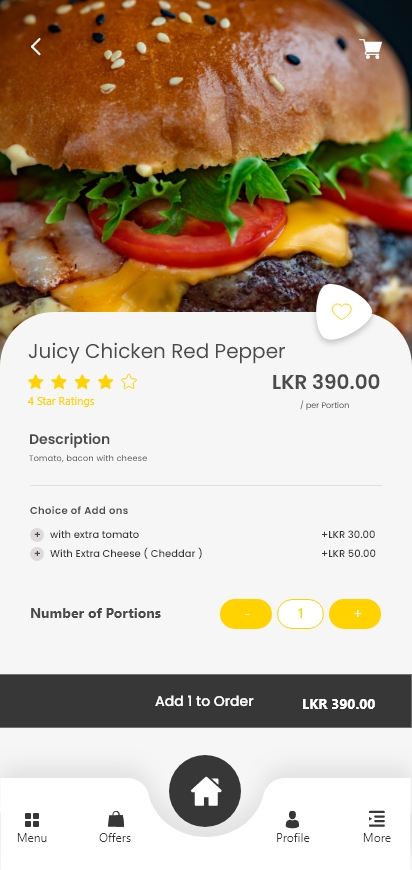 Juicy Chicken Red Pepper
LKR 390.00
4 Star Ratings
/ per Portion
Description
Tomato, bacon with cheese
Choice of Add ons
+ with extra tomato +LKR 30.00
+ With Extra Cheese ( Cheddar ) +LKR 50.00
Number of Portions - 1 +
Add 1 to Order LKR 390.00
Menu Offers Profile More